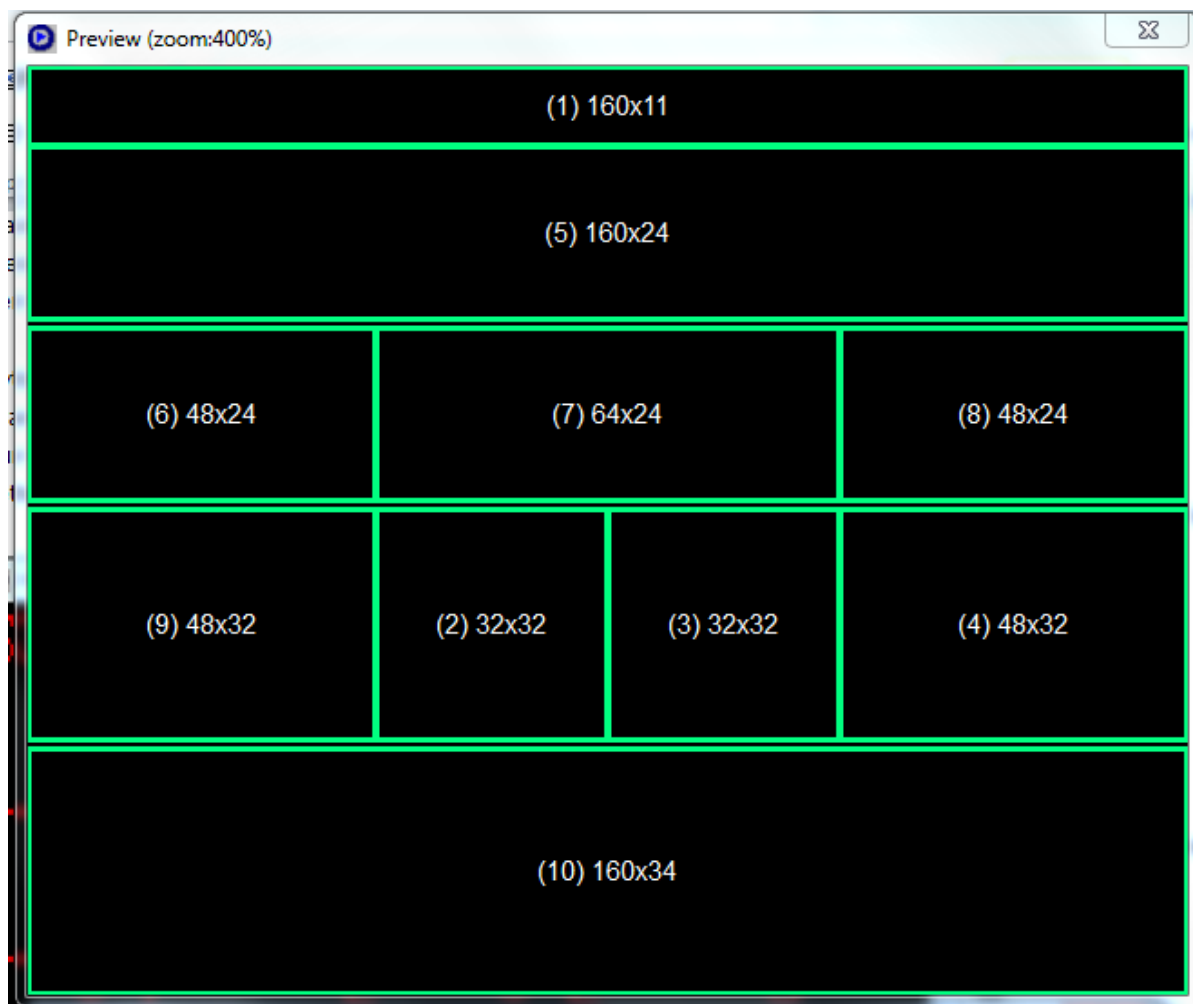 Preview (zoom:400%)
(1) 160x11
(5) 160x24
(6) 48x24
(7) 64x24
(8) 48x24
(9) 48x32
(2) 32x32
(3) 32x32
(4) 48x32
(10) 160x34